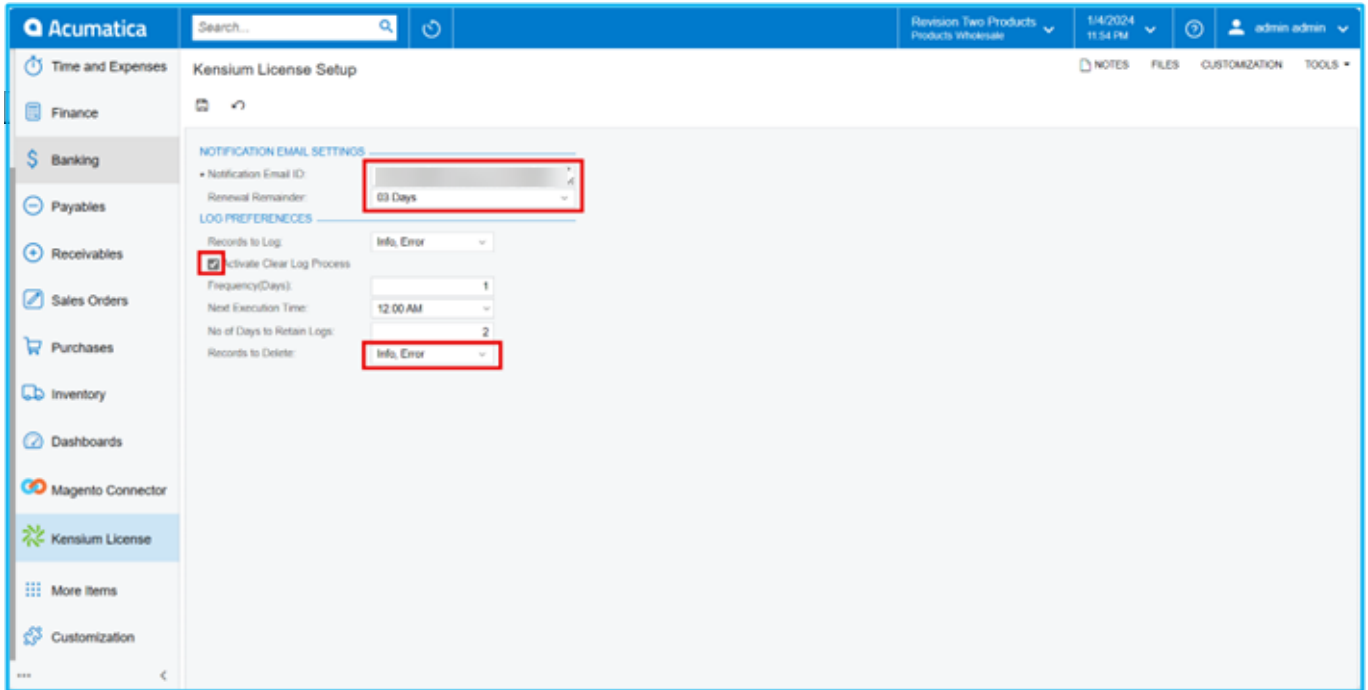 Acumatica
Search...
Revision Two Products
Products Wholesale
1/4/2024
11:54 PM
admin admin
Time and Expenses
Finance
Banking
Payables
Receivables
Sales Orders
Purchases
Inventory
Dashboards
Magento Connector
Kensium License
More Items
Customization
Kensium License Setup
NOTES FILES CUSTOMIZATION TOOLS
NOTIFICATION EMAIL SETTINGS
Notification Email ID:
Renewal Remainder: 03 Days
LOG PREFERENECES
Records to Log: Info, Error
Activate Clear Log Process
Frequency(Days): 1
Next Execution Time: 12:00 AM
No of Days to Retain Logs: 2
Records to Delete: Info, Error